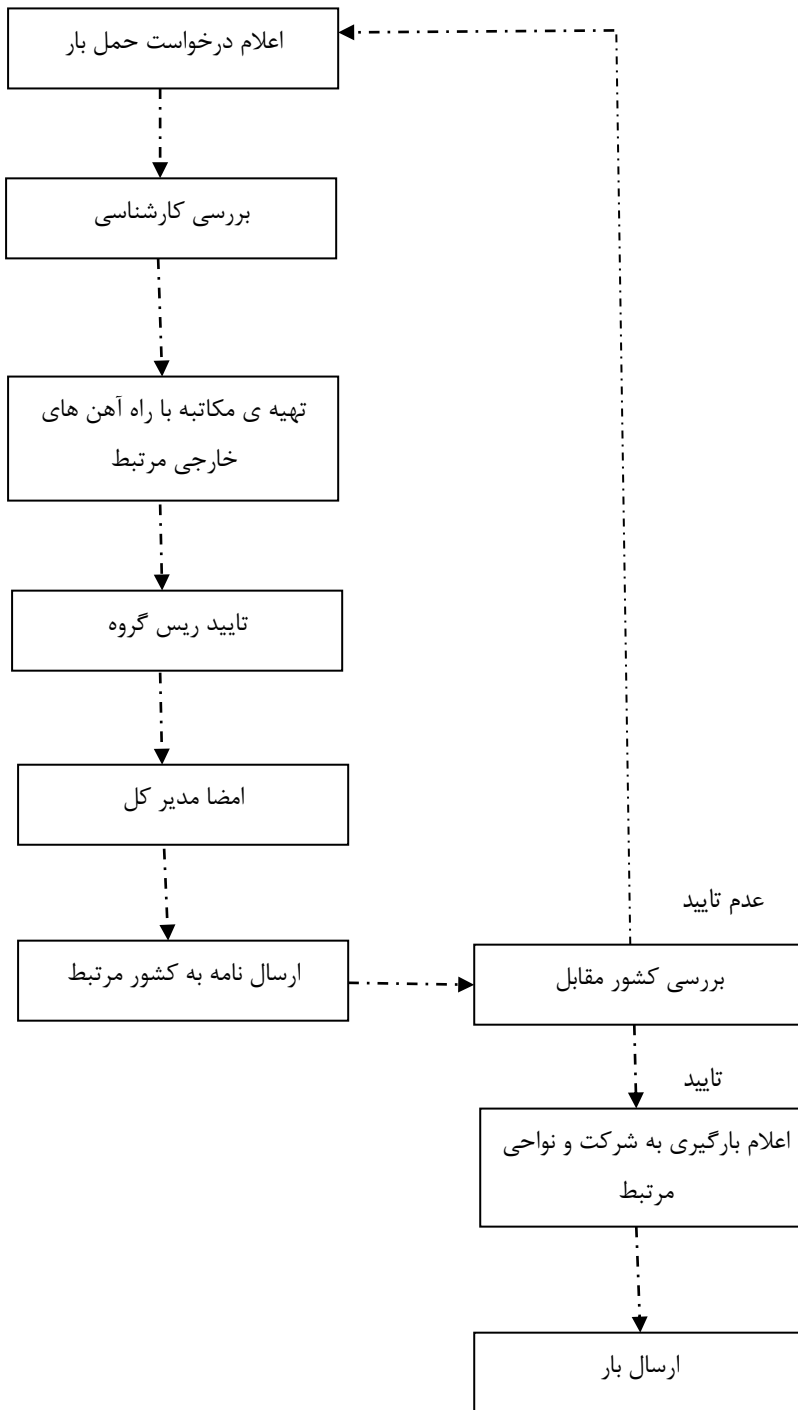 اعلام درخواست حمل بار
بررسی کارشناسی
تهیه ی مکاتبه با راه آهن های
خارجی مرتبط
تایید ریس گروه
امضا مدیر کل
ارسال نامه به کشور مرتبط
بررسی کشور مقابل
عدم تایید
تایید
اعلام بارگیری به شرکت و نواحی
مرتبط
ارسال بار